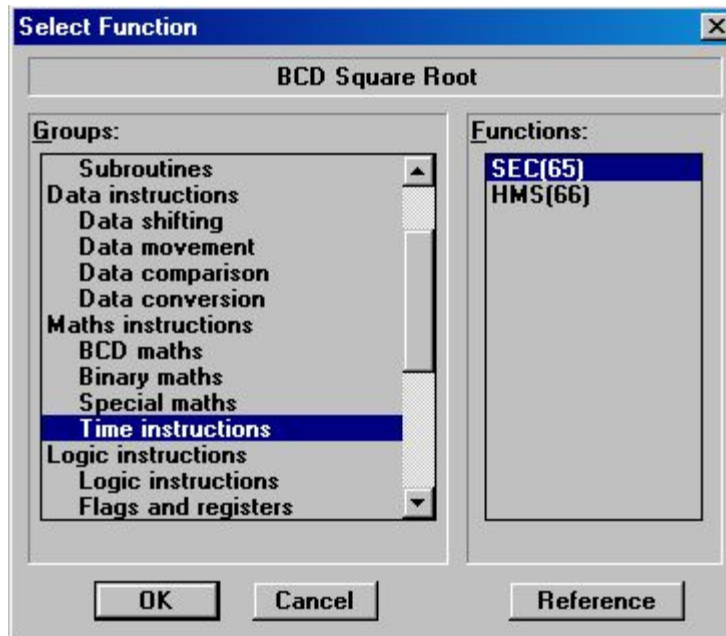 Select Function
BCD Square Root
Groups:
Subroutines
Data instructions
Data shifting
Data movement
Data comparison
Data conversion
Maths instructions
BCD maths
Binary maths
Special maths
Time instructions
Logic instructions
Logic instructions
Flags and registers
Functions:
SEC(65)
HMS(66)
OK
Cancel
Reference